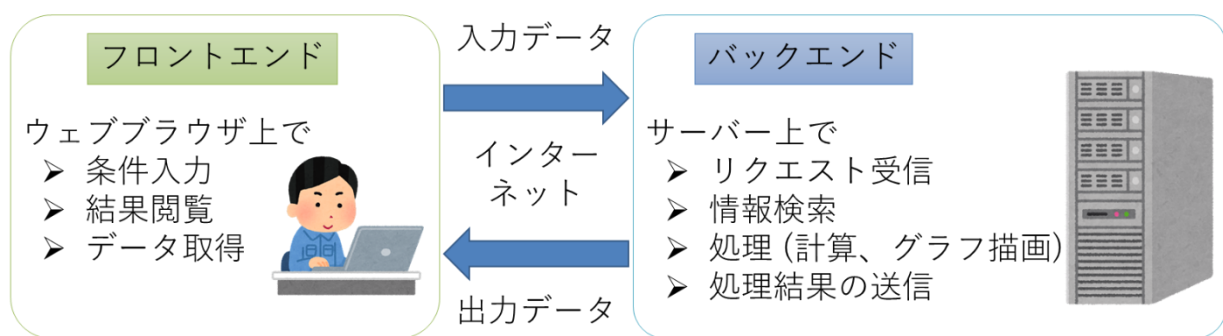 フロントエンド
ウェブブラウザ上で
➢ 条件入力
➢ 結果閲覧
➢ データ取得
入力データ
インター
ネット
出力データ
バックエンド
サーバー上で
➢ リクエスト受信
➢ 情報検索
➢ 処理 (計算、グラフ描画)
➢ 処理結果の送信